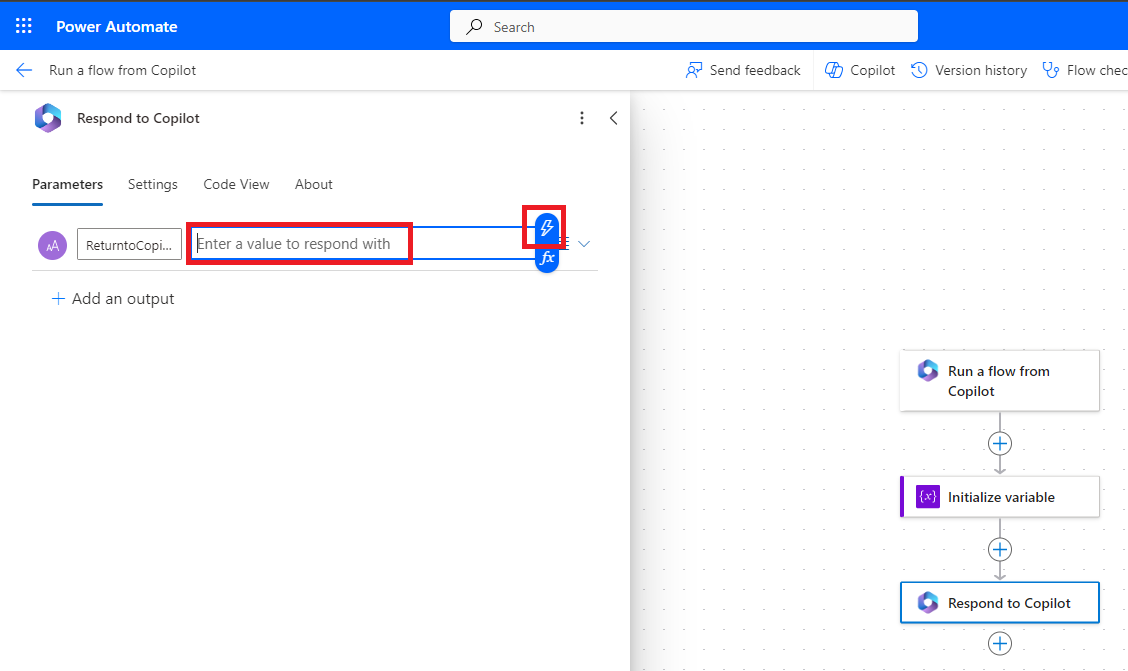 Power Automate
Search
Run a flow from Copilot
Send feedback
Copilot
Version history
Flow chec
Respond to Copilot
Parameters
Settings
Code View
About
AA
ReturntoCopi...
Enter a value to respond with
fx
Add an output
Run a flow from
Copilot
{x}
Initialize variable
Respond to Copilot